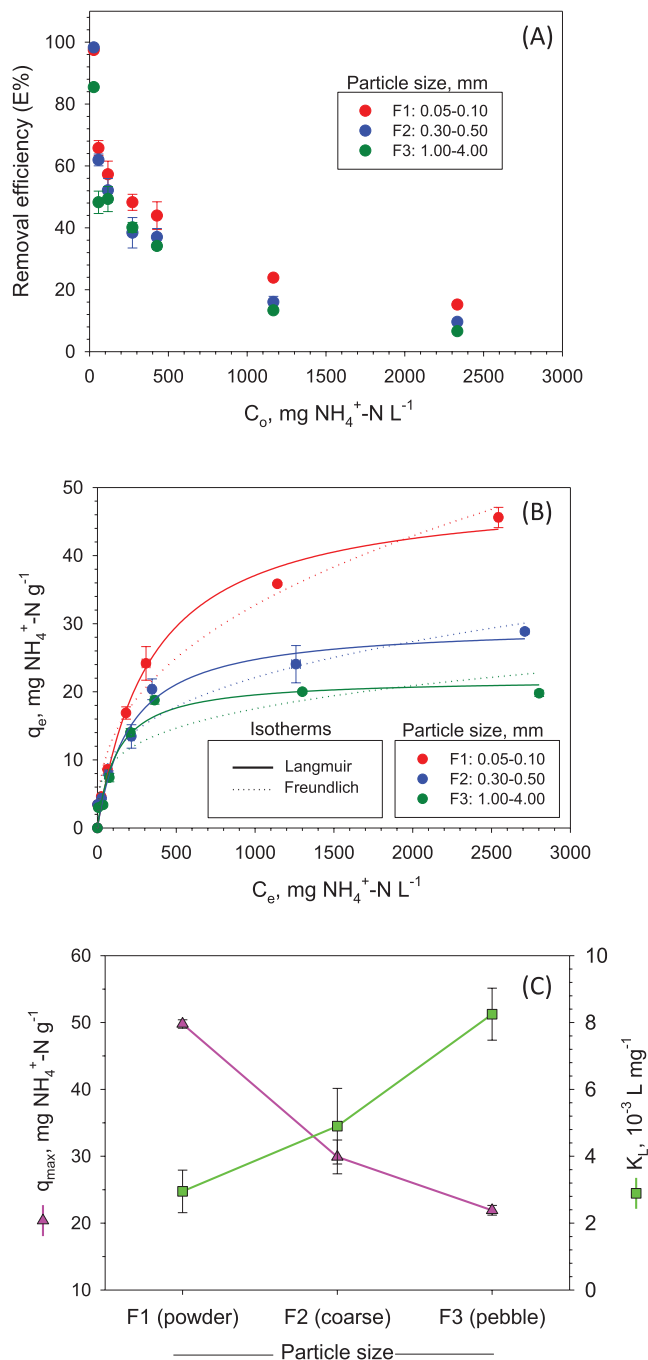 (A)
Particle size, mm
F1: 0.05-0.10
F2: 0.30-0.50
F3: 1.00-4.00
Removal efficiency (E%)
100
80
60
40
20
0
0 500 1000 1500 2000 2500 3000
Cₒ, mg NH₄⁺-N L⁻¹
(B)
qₑ, mg NH₄⁺-N g⁻¹
50
40
30
20
10
0
Isotherms
Langmuir
Freundlich
Particle size, mm
F1: 0.05-0.10
F2: 0.30-0.50
F3: 1.00-4.00
0 500 1000 1500 2000 2500 3000
Cₑ, mg NH₄⁺-N L⁻¹
(C)
qₘₐₓ, mg NH₄⁺-N g⁻¹
60
50
40
30
20
10
10
8
6
4
2
0
K_L, 10⁻³ L mg⁻¹
F1 (powder) F2 (coarse) F3 (pebble)
Particle size